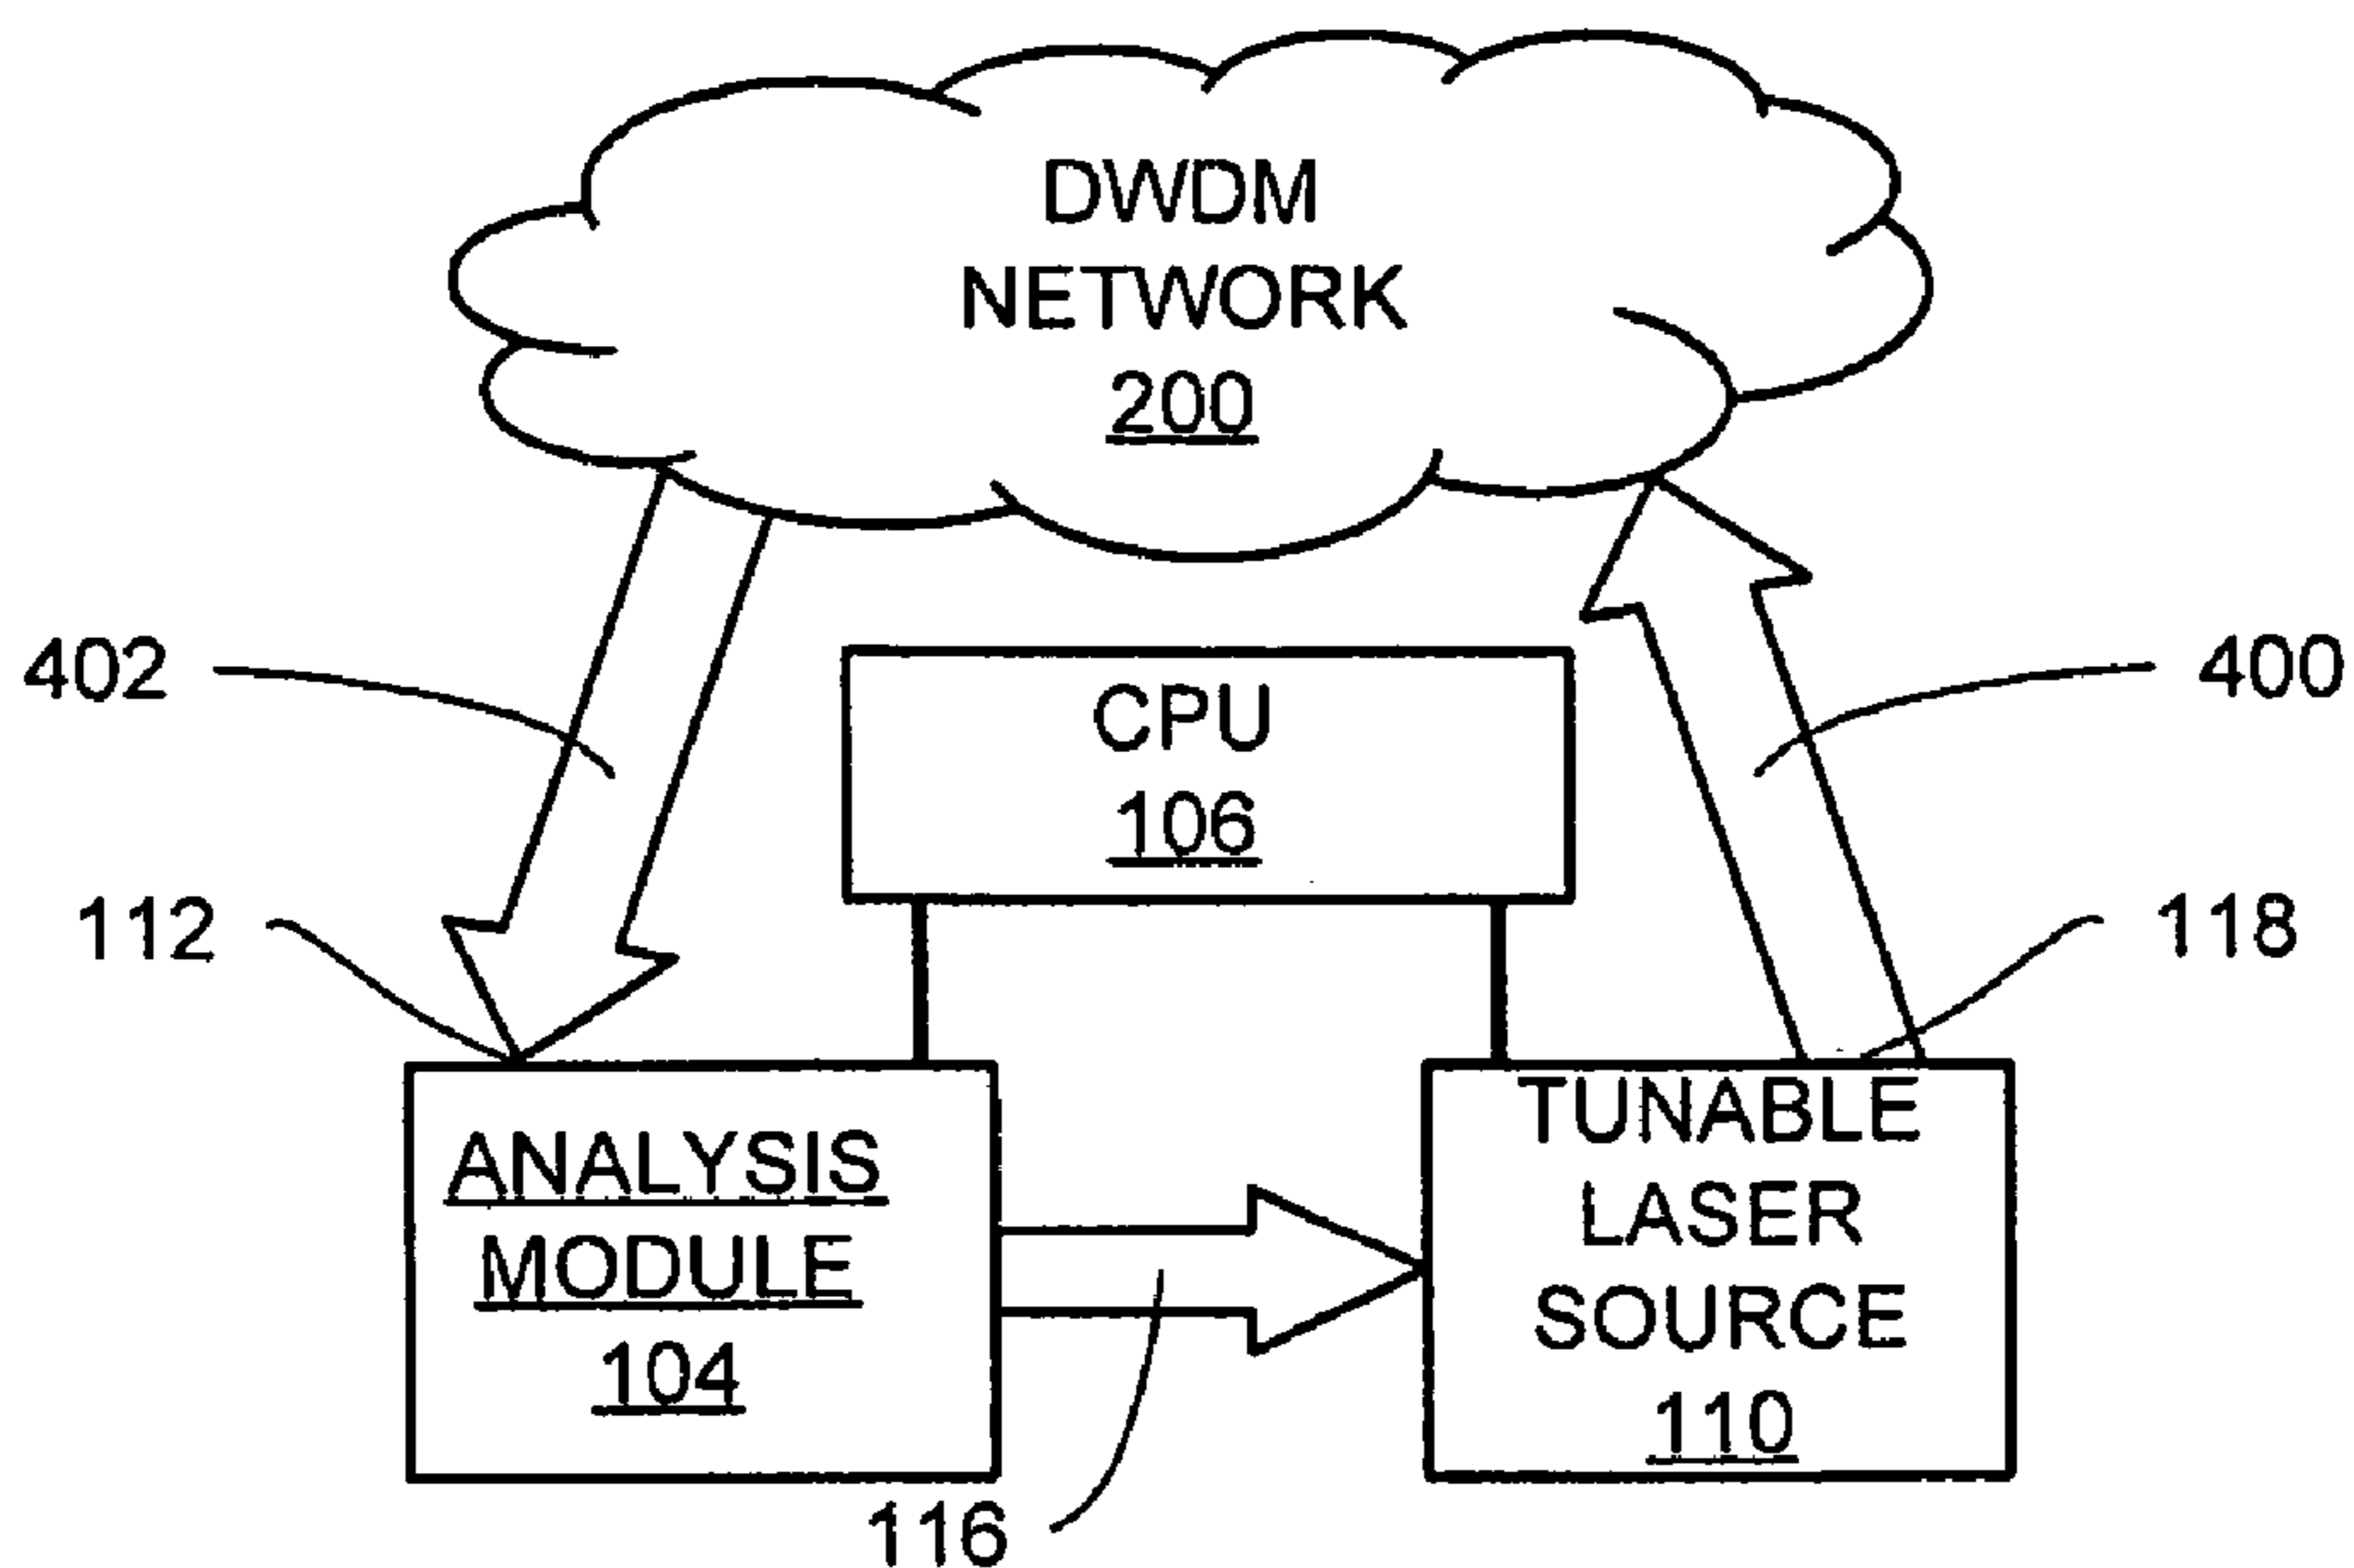 DWDM
NETWORK
200
402
CPU
106
400
112
118
ANALYSIS
MODULE
104
TUNABLE
LASER
SOURCE
110
116